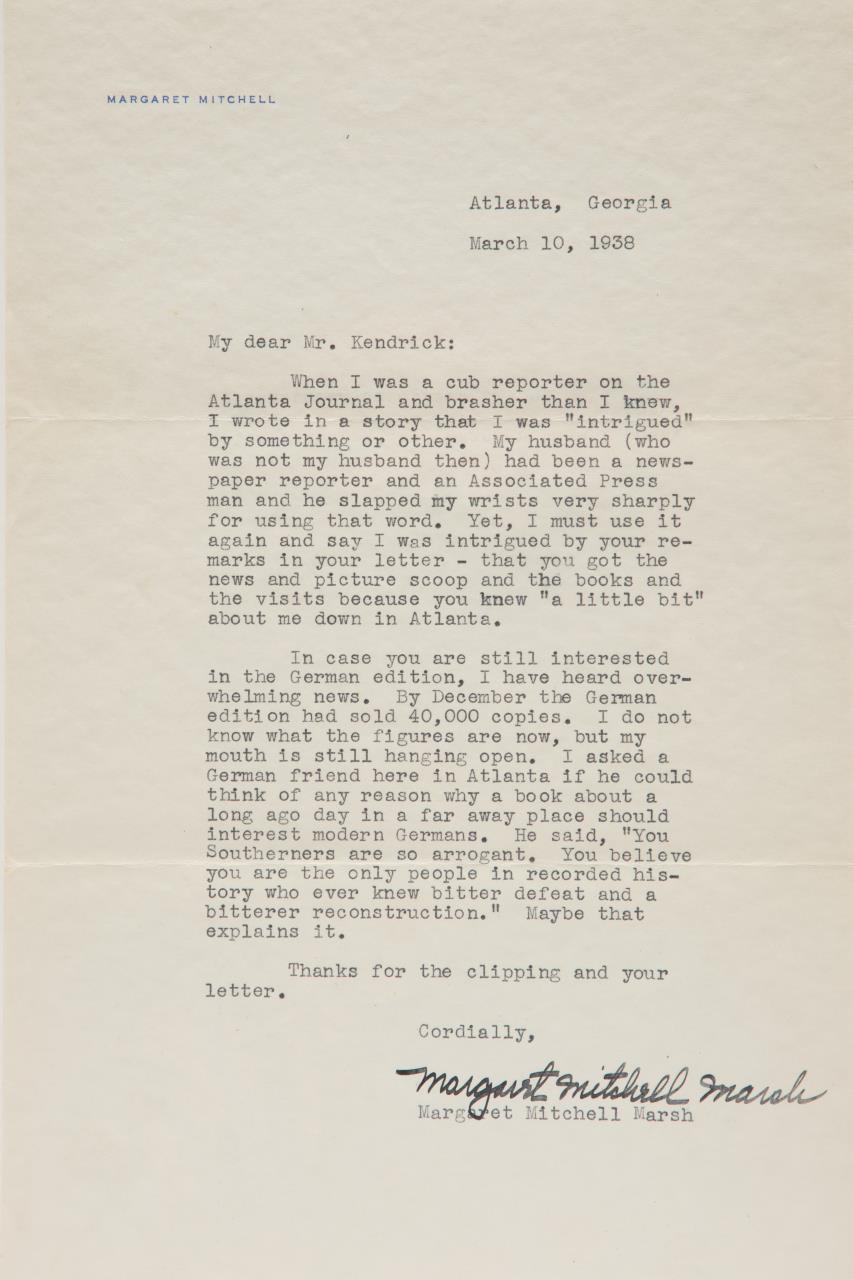 MARGARET MITCHELL
Atlanta, Georgia
March 10, 1938
My dear Mr. Kendrick:
When I was a cub reporter on the
Atlanta Journal and brasher than I knew,
I wrote in a story that I was "intrigued"
by something or other. My husband (who
was not my husband then) had been a news-
paper reporter and an Associated Press
man and he slapped my wrists very sharply
for using that word. Yet, I must use it
again and say I was intrigued by your re-
marks in your letter - that you got the
news and picture scoop and the books and
the visits because you knew "a little bit"
about me down in Atlanta.
In case you are still interested
in the German edition, I have heard over-
whelming news. By December the German
edition had sold 40,000 copies. I do not
know what the figures are now, but my
mouth is still hanging open. I asked a
German friend here in Atlanta if he could
think of any reason why a book about a
long ago day in a far away place should
interest modern Germans. He said, "You
Southerners are so arrogant. You believe
you are the only people in recorded his-
tory who ever knew bitter defeat and a
bitterer reconstruction." Maybe that
explains it.
Thanks for the clipping and your
letter.
Cordially,
Margaret Mitchell Marsh
Margaret Mitchell Marsh